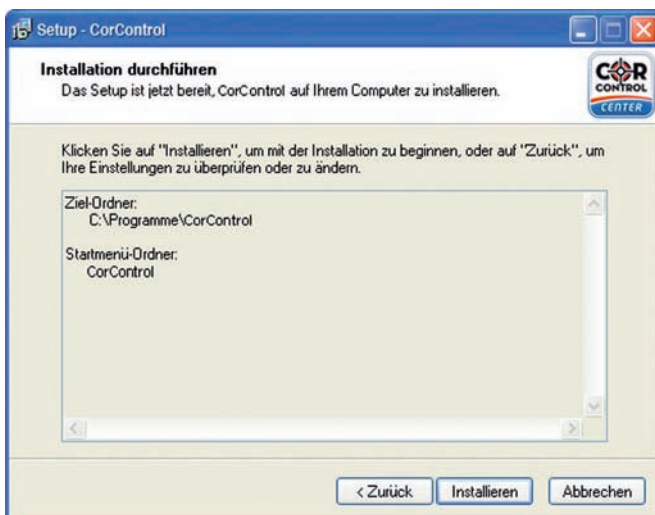 Setup - CorControl
Installation durchführen
Das Setup ist jetzt bereit, CorControl auf Ihrem Computer zu installieren.
COR
CONTROL
CENTER
Klicken Sie auf "Installieren", um mit der Installation zu beginnen, oder auf "Zurück", um
Ihre Einstellungen zu überprüfen oder zu ändern.
Ziel-Ordner:
C:\Programme\CorControl
Startmenü-Ordner:
CorControl
< Zurück
Installieren
Abbrechen